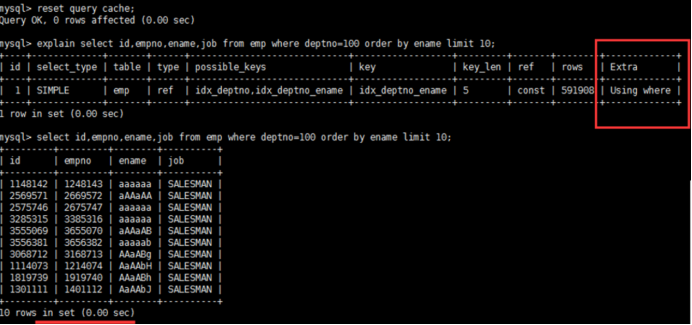 mysql> reset query cache;
Query OK, 0 rows affected (0.00 sec)
mysql> explain select id,empno,ename,job from emp where deptno=100 order by ename limit 10;
+----+-------------+-------+------+---------------------------+------------------+---------+-------+--------+-------------+
| id | select_type | table | type | possible_keys | key | key_len | ref | rows | Extra |
+----+-------------+-------+------+---------------------------+------------------+---------+-------+--------+-------------+
| 1 | SIMPLE | emp | ref | idx_deptno,idx_deptno_ename | idx_deptno_ename | 5 | const | 591908 | Using where |
+----+-------------+-------+------+---------------------------+------------------+---------+-------+--------+-------------+
1 row in set (0.00 sec)
mysql> select id,empno,ename,job from emp where deptno=100 order by ename limit 10;
+---------+---------+--------+----------+
| id | empno | ename | job |
+---------+---------+--------+----------+
| 1148142 | 1248143 | aaaaaa | SALESMAN |
| 2569571 | 2669572 | aAAaAA | SALESMAN |
| 2575746 | 2675747 | aaaaaa | SALESMAN |
| 3285315 | 3385316 | aaaaaa | SALESMAN |
| 3555069 | 3655070 | aAAaAB | SALESMAN |
| 3556381 | 3656382 | aaaaab | SALESMAN |
| 3068712 | 3168713 | AAaABg | SALESMAN |
| 1114073 | 1214074 | AaAAbH | SALESMAN |
| 1819739 | 1919740 | AAaABh | SALESMAN |
| 1301111 | 1401112 | AaAAbJ | SALESMAN |
+---------+---------+--------+----------+
10 rows in set (0.00 sec)